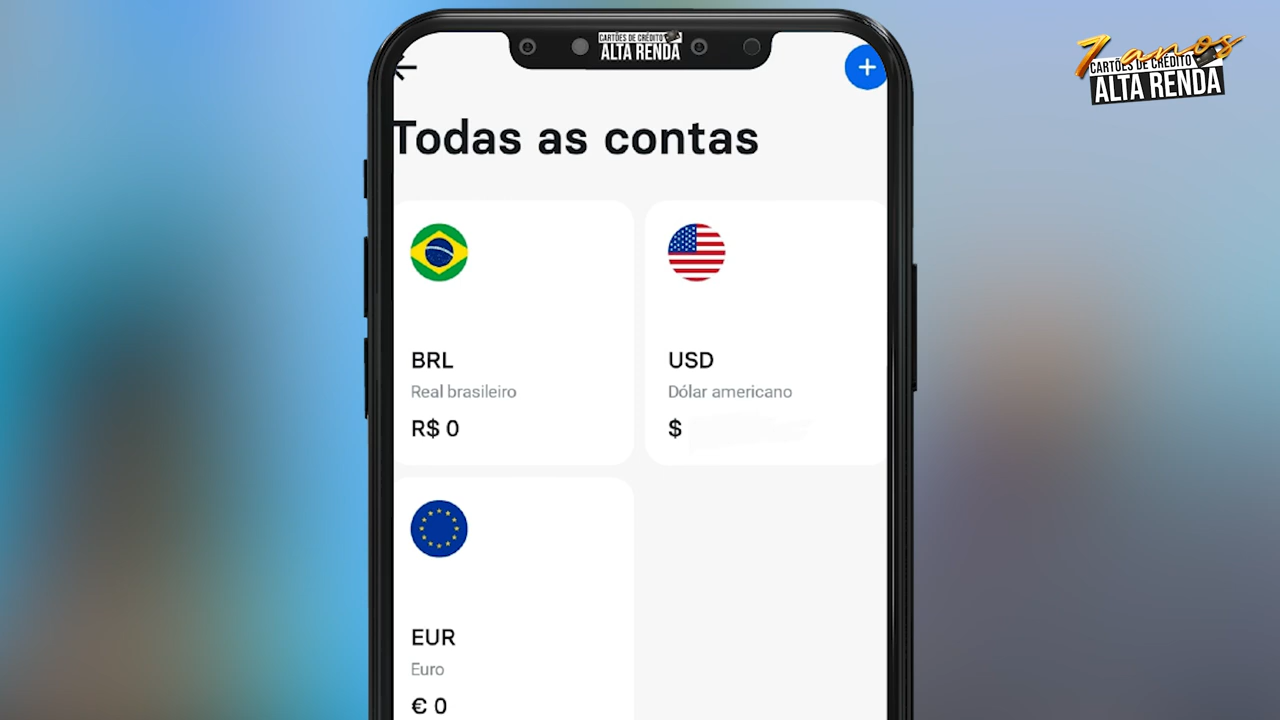 CARTÕES DE CRÉDITO
ALTA RENDA
7 anos
CARTÕES DE CRÉDITO
ALTA RENDA
Todas as contas
BRL
Real brasileiro
R$ 0
USD
Dólar americano
$
EUR
Euro
€ 0